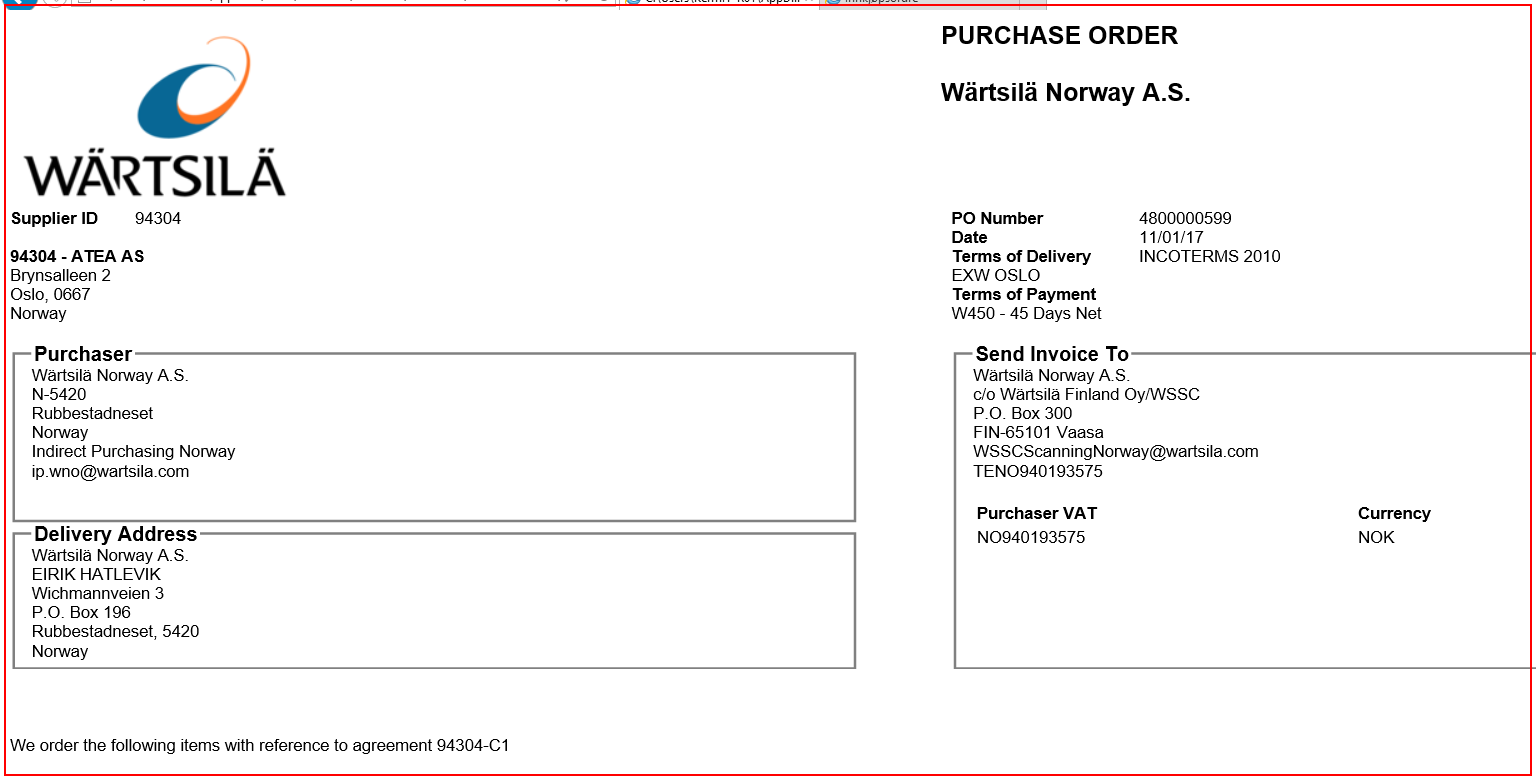 PURCHASE ORDER
Wärtsilä Norway A.S.
WÄRTSILÄ
Supplier ID 94304
94304 - ATEA AS
Brynsalleen 2
Oslo, 0667
Norway
PO Number 4800000599
Date 11/01/17
Terms of Delivery INCOTERMS 2010
EXW OSLO
Terms of Payment
W450 - 45 Days Net
Purchaser
Wärtsilä Norway A.S.
N-5420
Rubbestadneset
Norway
Indirect Purchasing Norway
ip.wno@wartsila.com
Send Invoice To
Wärtsilä Norway A.S.
c/o Wärtsilä Finland Oy/WSSC
P.O. Box 300
FIN-65101 Vaasa
WSSCScanningNorway@wartsila.com
TENO940193575
Purchaser VAT Currency
NO940193575 NOK
Delivery Address
Wärtsilä Norway A.S.
EIRIK HATLEVIK
Wichmannveien 3
P.O. Box 196
Rubbestadneset, 5420
Norway
We order the following items with reference to agreement 94304-C1